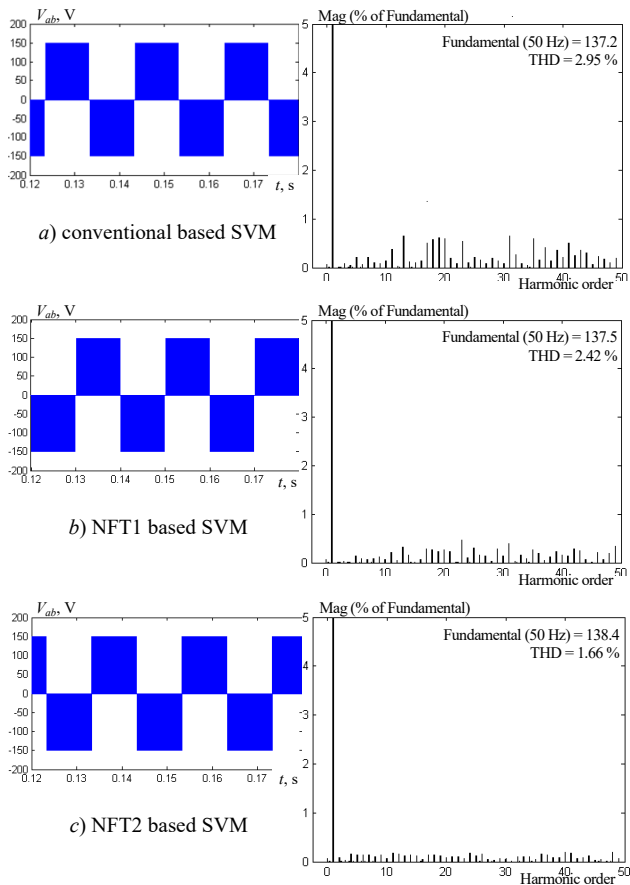 V_ab, V
200
150
100
50
0
-50
-100
-150
-200
0.12 0.13 0.14 0.15 0.16 0.17
t, s
a) conventional based SVM
Mag (% of Fundamental)
Fundamental (50 Hz) = 137.2
THD = 2.95 %
5
4
3
2
1
0
0 10 20 30 40 50
Harmonic order
V_ab, V
200
150
100
50
0
-50
-100
-150
-200
0.12 0.13 0.14 0.15 0.16 0.17
t, s
b) NFT1 based SVM
Mag (% of Fundamental)
Fundamental (50 Hz) = 137.5
THD = 2.42 %
5
4
3
2
1
0
0 10 20 30 40 50
Harmonic order
V_ab, V
200
150
100
50
0
-50
-100
-150
-200
0.12 0.13 0.14 0.15 0.16 0.17
t, s
c) NFT2 based SVM
Mag (% of Fundamental)
Fundamental (50 Hz) = 138.4
THD = 1.66 %
5
4
3
2
1
0
0 10 20 30 40 50
Harmonic order